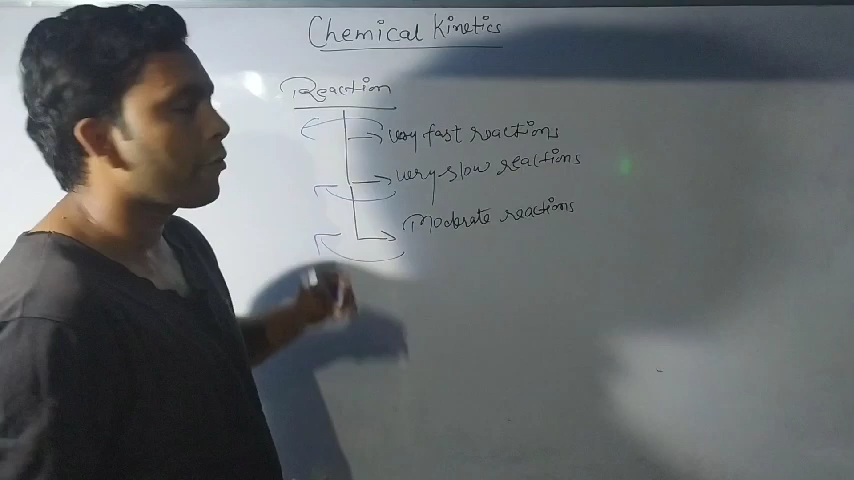 Chemical Kinetics
Reaction
very fast reactions
very slow reactions
Moderate reactions